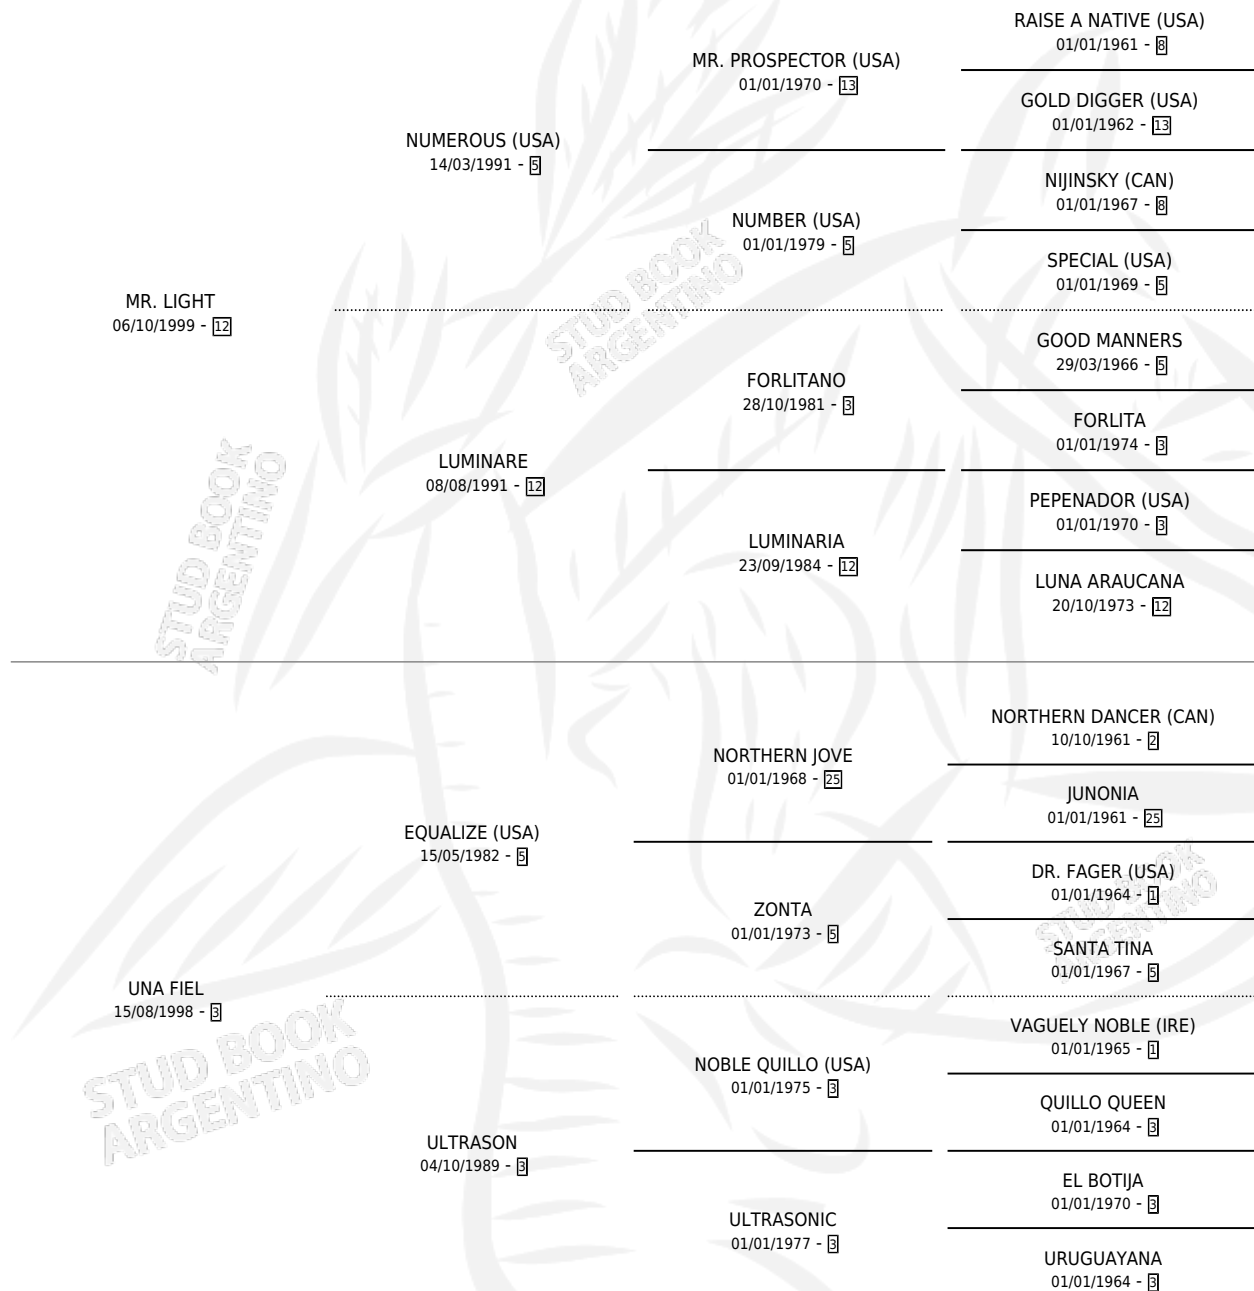 RAISE A NATIVE (USA)
01/01/1961 - 8
MR. PROSPECTOR (USA)
01/01/1970 - 13
GOLD DIGGER (USA)
01/01/1962 - 13
NUMEROUS (USA)
14/03/1991 - 5
NIJINSKY (CAN)
01/01/1967 - 8
NUMBER (USA)
01/01/1979 - 5
SPECIAL (USA)
01/01/1969 - 5
MR. LIGHT
06/10/1999 - 12
GOOD MANNERS
29/03/1966 - 5
FORLITANO
28/10/1981 - 3
FORLITA
01/01/1974 - 3
LUMINARE
08/08/1991 - 12
PEPENADOR (USA)
01/01/1970 - 3
LUMINARIA
23/09/1984 - 12
LUNA ARAUCANA
20/10/1973 - 12
STUD BOOK
ARGENTINO
STUD BOOK
ARGENTINO
NORTHERN DANCER (CAN)
10/10/1961 - 2
NORTHERN JOVE
01/01/1968 - 25
JUNONIA
01/01/1961 - 25
EQUALIZE (USA)
15/05/1982 - 5
DR. FAGER (USA)
01/01/1964 - 1
ZONTA
01/01/1973 - 5
SANTA TINA
01/01/1967 - 5
STUD BOOK
ARGENTINO
UNA FIEL
15/08/1998 - 3
VAGUELY NOBLE (IRE)
01/01/1965 - 1
NOBLE QUILLO (USA)
01/01/1975 - 3
QUILLO QUEEN
01/01/1964 - 3
ULTRASON
04/10/1989 - 3
EL BOTIJA
01/01/1970 - 3
ULTRASONIC
01/01/1977 - 3
URUGUAYANA
01/01/1964 - 3
STUD BOOK
ARGENTINO